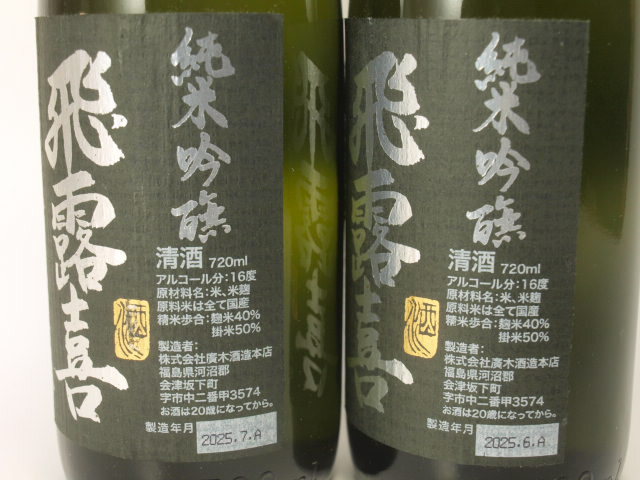 純米吟醸
飛露喜
清酒 720ml
アルコール分:16度
原材料名:米、米麹
原料米は全て国産
精米歩合:麹米40%
掛米50%
酒
製造者:
株式会社廣木酒造本店
福島県河沼郡
会津坂下町
字市中二番甲3574
お酒は20歳になってから。
製造年月 2025.7.A
純米吟醸
飛露喜
清酒 720ml
アルコール分:16度
原材料名:米、米麹
原料米は全て国産
精米歩合:麹米40%
掛米50%
酒
製造者:
株式会社廣木酒造本店
福島県河沼郡
会津坂下町
字市中二番甲3574
お酒は20歳になってから。
製造年月 2025.6.A